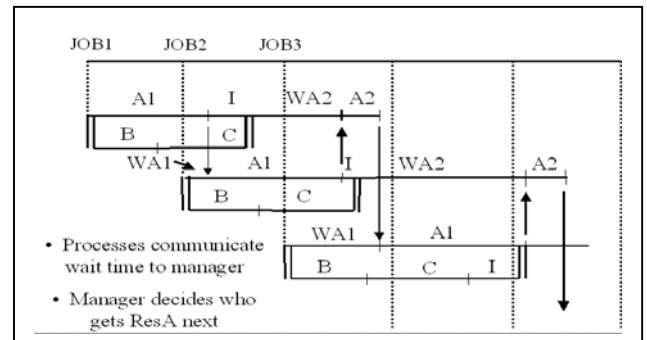 JOB1 JOB2 JOB3
A1 I WA2 A2
B C
WA1 A1 I WA2 A2
B C
WA1 A1
B C I
• Processes communicate
wait time to manager
• Manager decides who
gets ResA next